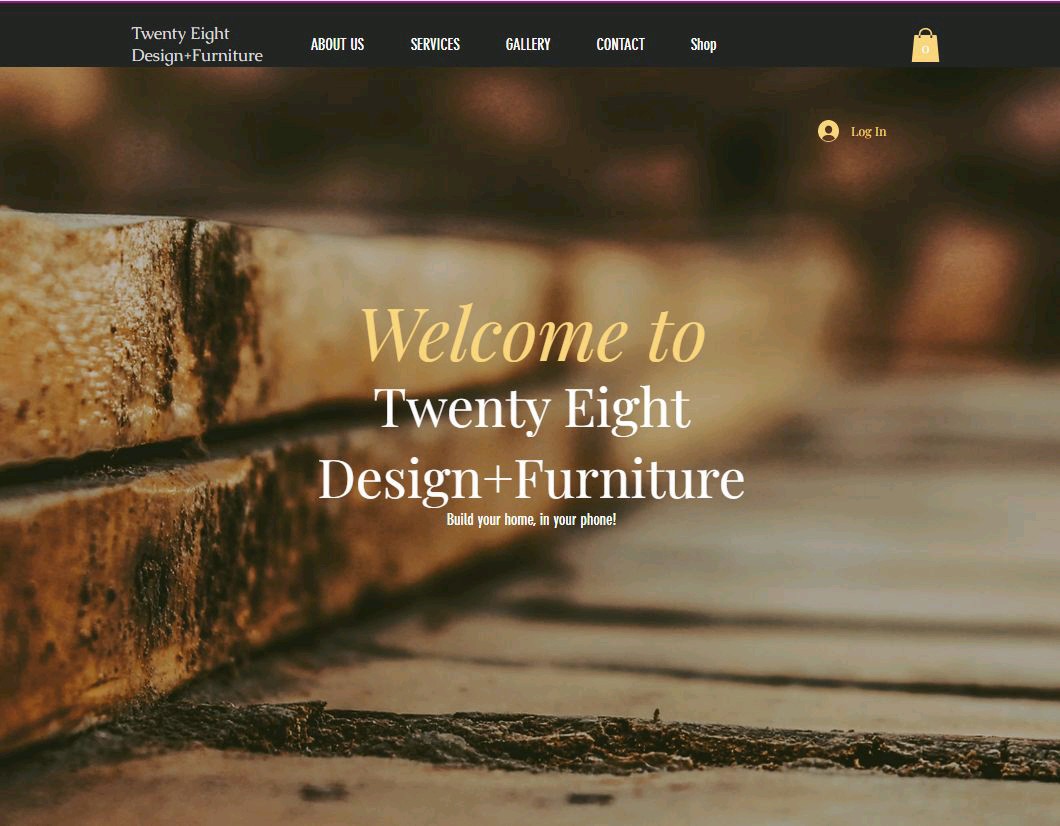 Twenty Eight
Design+Furniture
ABOUT US
SERVICES
GALLERY
CONTACT
Shop
0
Log In
Welcome to
Twenty Eight
Design+Furniture
Build your home, in your phone!